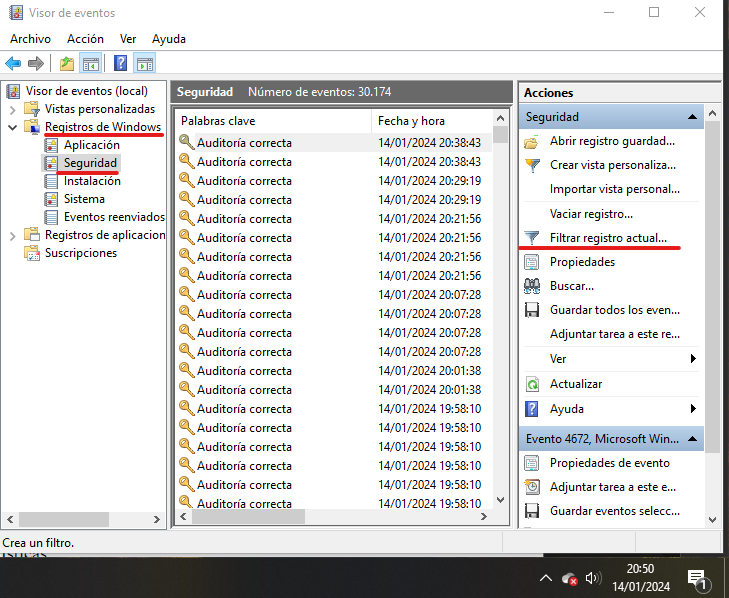 Visor de eventos
Archivo Acción Ver Ayuda
Visor de eventos (local)
Vistas personalizadas
Registros de Windows
Aplicación
Seguridad
Instalación
Sistema
Eventos reenviados
Registros de aplicacion
Suscripciones
Seguridad Número de eventos: 30.174
Palabras clave Fecha y hora
Auditoría correcta 14/01/2024 20:38:43
Auditoría correcta 14/01/2024 20:38:43
Auditoría correcta 14/01/2024 20:29:19
Auditoría correcta 14/01/2024 20:29:19
Auditoría correcta 14/01/2024 20:21:56
Auditoría correcta 14/01/2024 20:21:56
Auditoría correcta 14/01/2024 20:21:56
Auditoría correcta 14/01/2024 20:21:56
Auditoría correcta 14/01/2024 20:07:28
Auditoría correcta 14/01/2024 20:07:28
Auditoría correcta 14/01/2024 20:07:28
Auditoría correcta 14/01/2024 20:07:28
Auditoría correcta 14/01/2024 20:01:38
Auditoría correcta 14/01/2024 20:01:38
Auditoría correcta 14/01/2024 19:58:10
Auditoría correcta 14/01/2024 19:58:10
Auditoría correcta 14/01/2024 19:58:10
Auditoría correcta 14/01/2024 19:58:10
Auditoría correcta 14/01/2024 19:58:10
Auditoría correcta 14/01/2024 19:58:10
Acciones
Seguridad
Abrir registro guardad...
Crear vista personaliza...
Importar vista personal...
Vaciar registro...
Filtrar registro actual...
Propiedades
Buscar...
Guardar todos los even...
Adjuntar tarea a este re...
Ver
Actualizar
Ayuda
Evento 4672, Microsoft Win...
Propiedades de evento
Adjuntar tarea a este e...
Guardar eventos selecc...
Crea un filtro.
20:50
14/01/2024
1